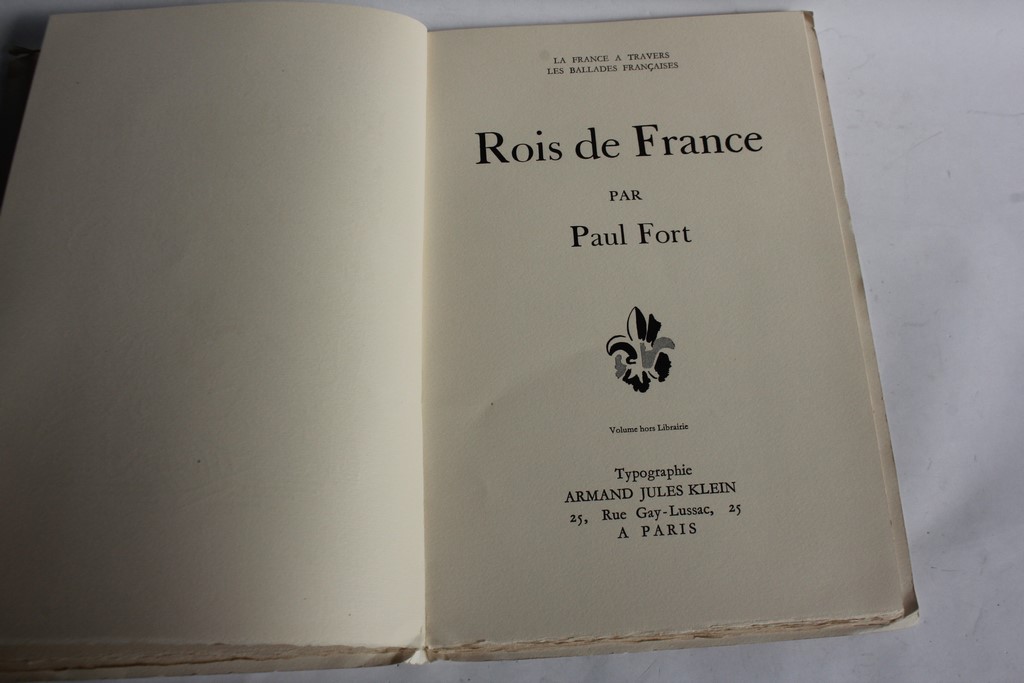 LA FRANCE A TRAVERS
LES BALLADES FRANÇAISES
Rois de France
PAR
Paul Fort
Volume hors Librairie
Typographie
ARMAND JULES KLEIN
25, Rue Gay-Lussac, 25
A PARIS